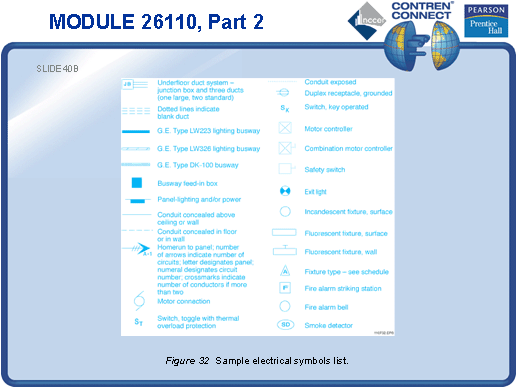 MODULE 26110, Part 2
nccer
CONTREN®
CONNECT
PEARSON
Prentice
Hall
SLIDE 40B
Underfloor duct system –
junction box and three ducts
(one large, two standard)
Dotted lines indicate
blank duct
G.E. Type LW223 lighting busway
G.E. Type LW326 lighting busway
G.E. Type DK-100 busway
Busway feed-in box
Panel-lighting and/or power
Conduit concealed above
ceiling or wall
Conduit concealed in floor
or in wall
Homerun to panel; number
of arrows indicate number of
circuits; letter designates panel;
numeral designates circuit
number; crossmarks indicate
number of conductors if more
than two
A-1
Motor connection
ST Switch, toggle with thermal
overload protection
Conduit exposed
Duplex receptacle, grounded
SK Switch, key operated
Motor controller
Combination motor controller
Safety switch
Exit light
Incandescent fixture, surface
Fluorescent fixture, surface
Fluorescent fixture, wall
A Fixture type – see schedule
F Fire alarm striking station
Fire alarm bell
SD Smoke detector
Figure 32 Sample electrical symbols list.